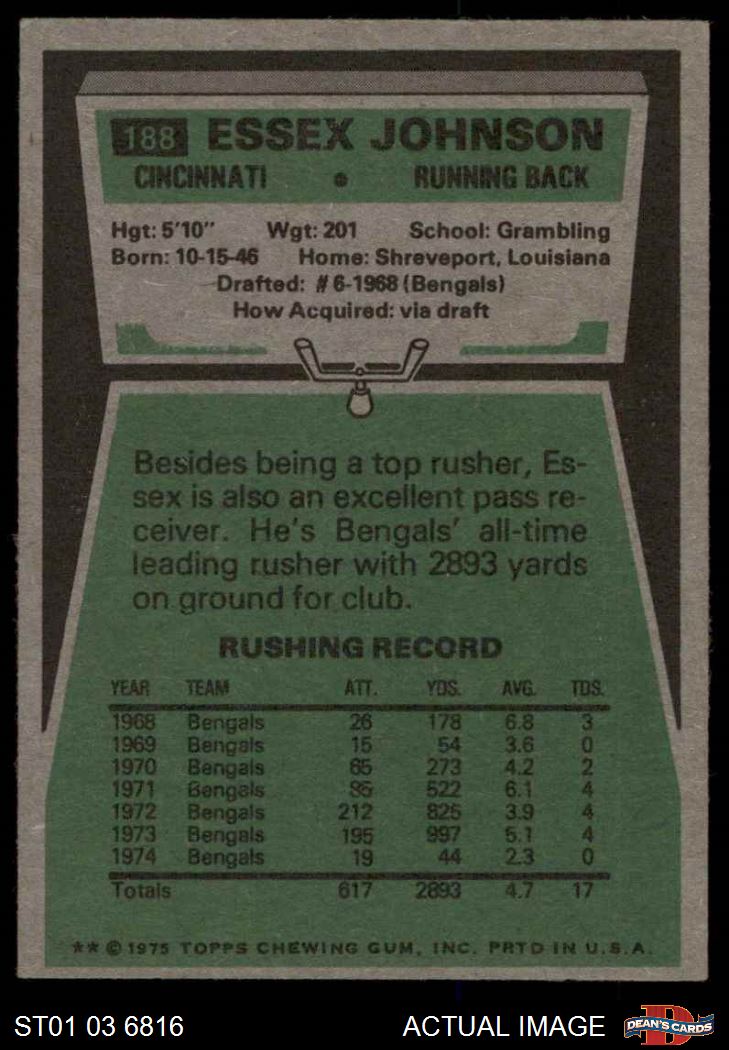 188 ESSEX JOHNSON
CINCINNATI • RUNNING BACK
Hgt: 5'10" Wgt: 201 School: Grambling
Born: 10-15-46 Home: Shreveport, Louisiana
Drafted: #6-1968 (Bengals)
How Acquired: via draft
Besides being a top rusher, Es-
sex is also an excellent pass re-
ceiver. He's Bengals' all-time
leading rusher with 2893 yards
on ground for club.
RUSHING RECORD
YEAR TEAM ATT. YDS. AVG. TDS.
1968 Bengals 26 178 6.8 3
1969 Bengals 15 54 3.6 0
1970 Bengals 65 273 4.2 2
1971 Bengals 85 522 6.1 4
1972 Bengals 212 825 3.9 4
1973 Bengals 195 997 5.1 4
1974 Bengals 19 44 2.3 0
Totals 617 2893 4.7 17
** © 1975 TOPPS CHEWING GUM, INC. PRTD IN U.S.A.
ST01 03 6816 ACTUAL IMAGE DEAN'S CARDS